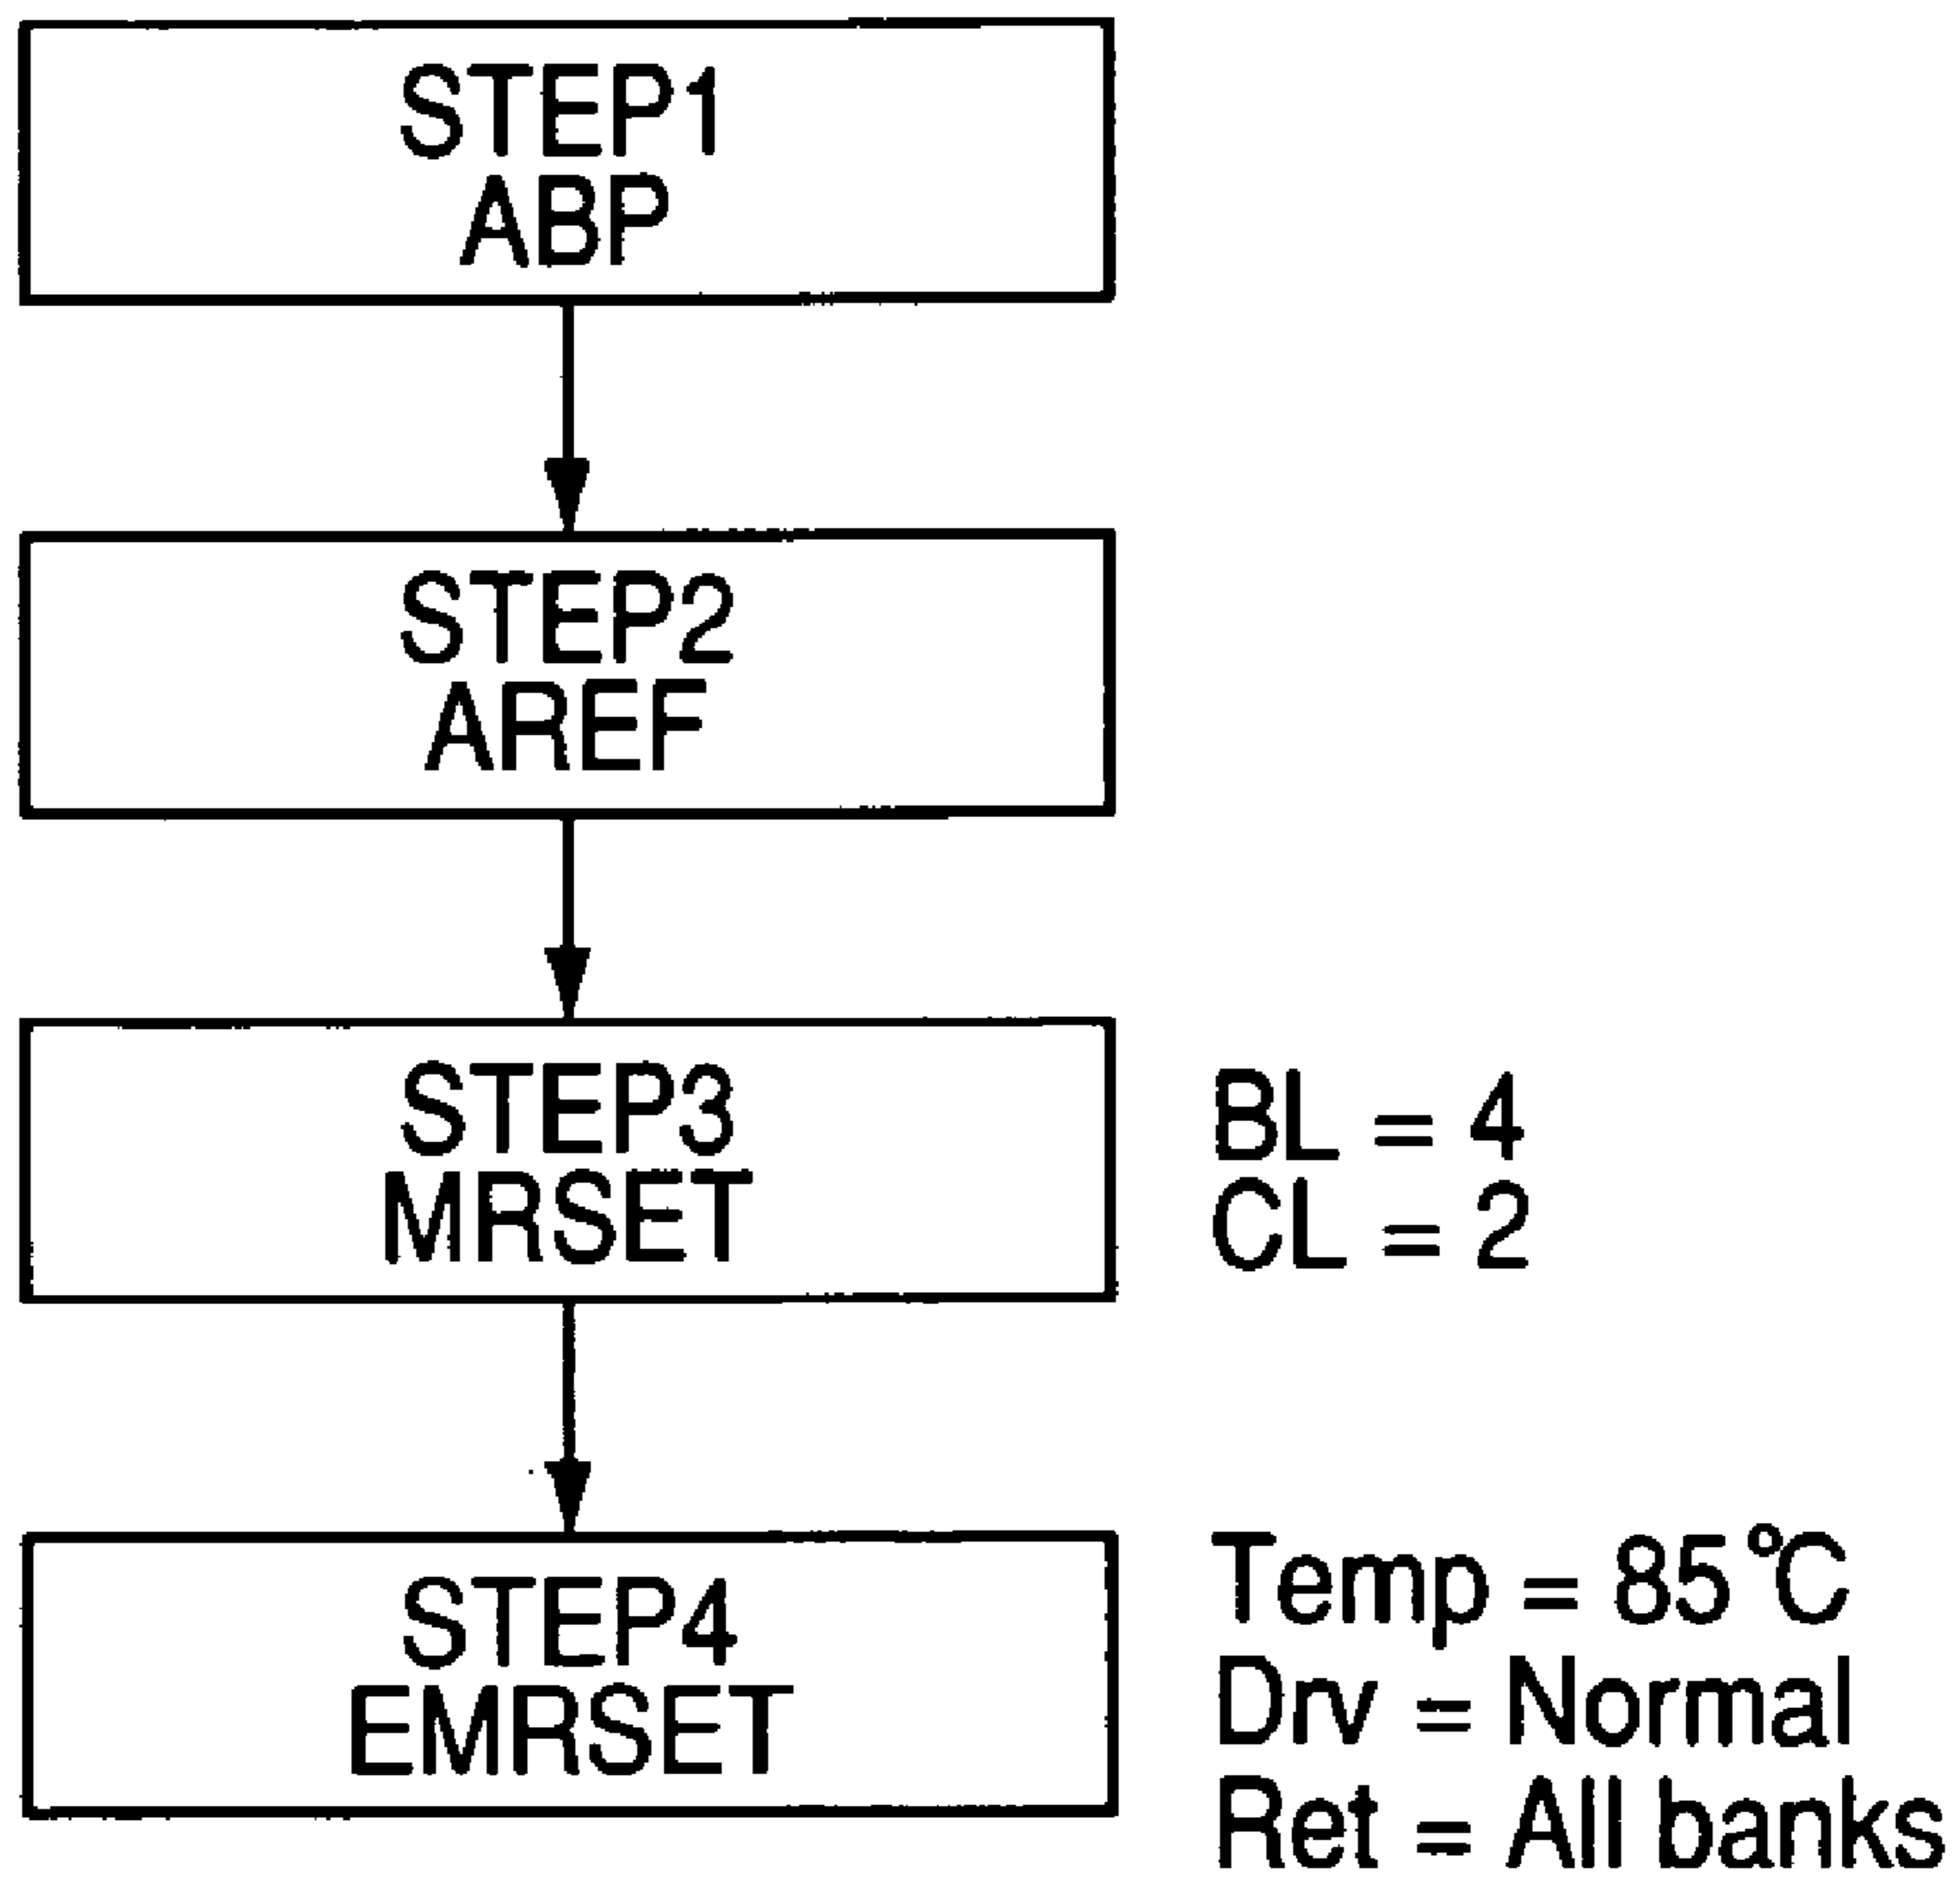 STEP1
ABP
STEP2
AREF
STEP3
MRSET
BL = 4
CL = 2
STEP4
EMRSET
Temp = 85°C
Drv = Normal
Ret = All banks